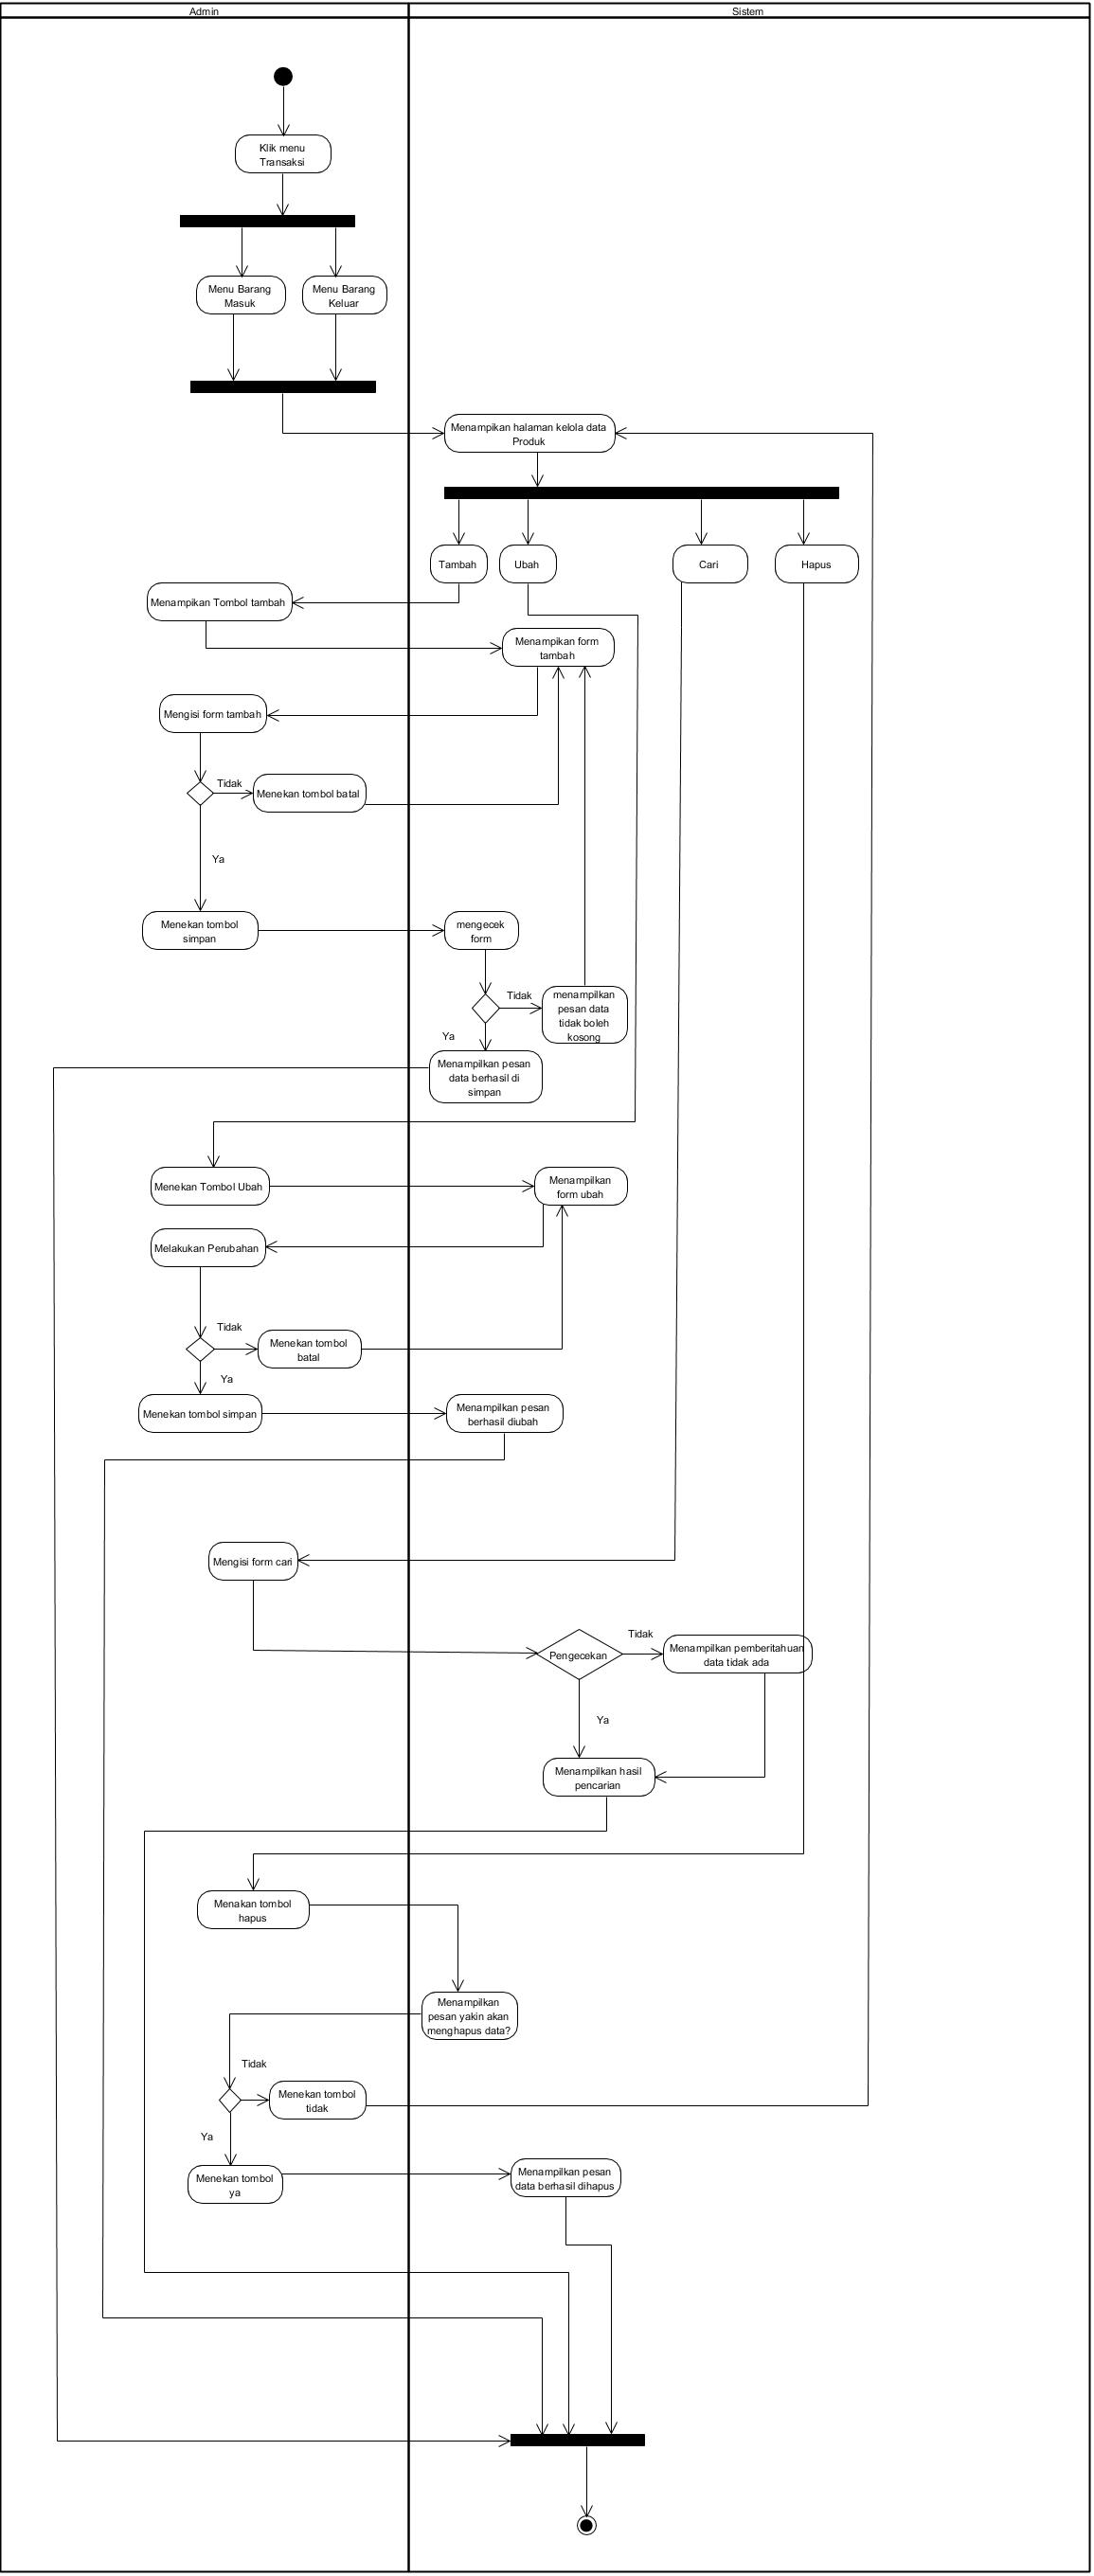 Admin
Sistem
Klik menu
Transaksi
Menu Barang
Masuk
Menu Barang
Keluar
Menampikan halaman kelola data
Produk
Tambah
Ubah
Cari
Hapus
Menampikan Tombol tambah
Menampikan form
tambah
Mengisi form tambah
Tidak
Menekan tombol batal
Ya
Menekan tombol
simpan
mengecek
form
Tidak
menampilkan
pesan data
tidak boleh
kosong
Ya
Menampilkan pesan
data berhasil di
simpan
Menekan Tombol Ubah
Menampilkan
form ubah
Melakukan Perubahan
Tidak
Menekan tombol
batal
Ya
Menekan tombol simpan
Menampilkan pesan
berhasil diubah
Mengisi form cari
Pengecekan
Tidak
Menampilkan pemberitahuan
data tidak ada
Ya
Menampilkan hasil
pencarian
Menakan tombol
hapus
Menampilkan
pesan yakin akan
menghapus data?
Tidak
Menekan tombol
tidak
Ya
Menekan tombol
ya
Menampilkan pesan
data berhasil dihapus